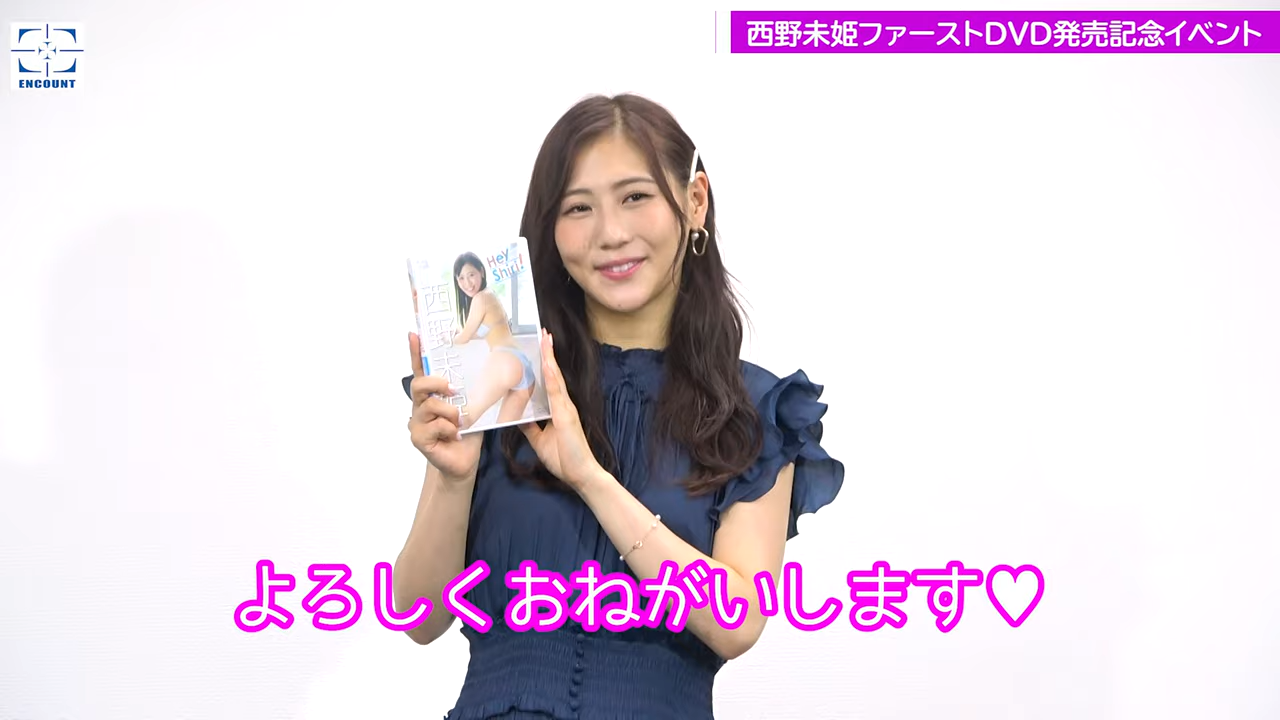 ENCOUNT
西野未姫ファーストDVD発売記念イベント
Hey
Shiri!
西野未姫
よろしくおねがいします♡